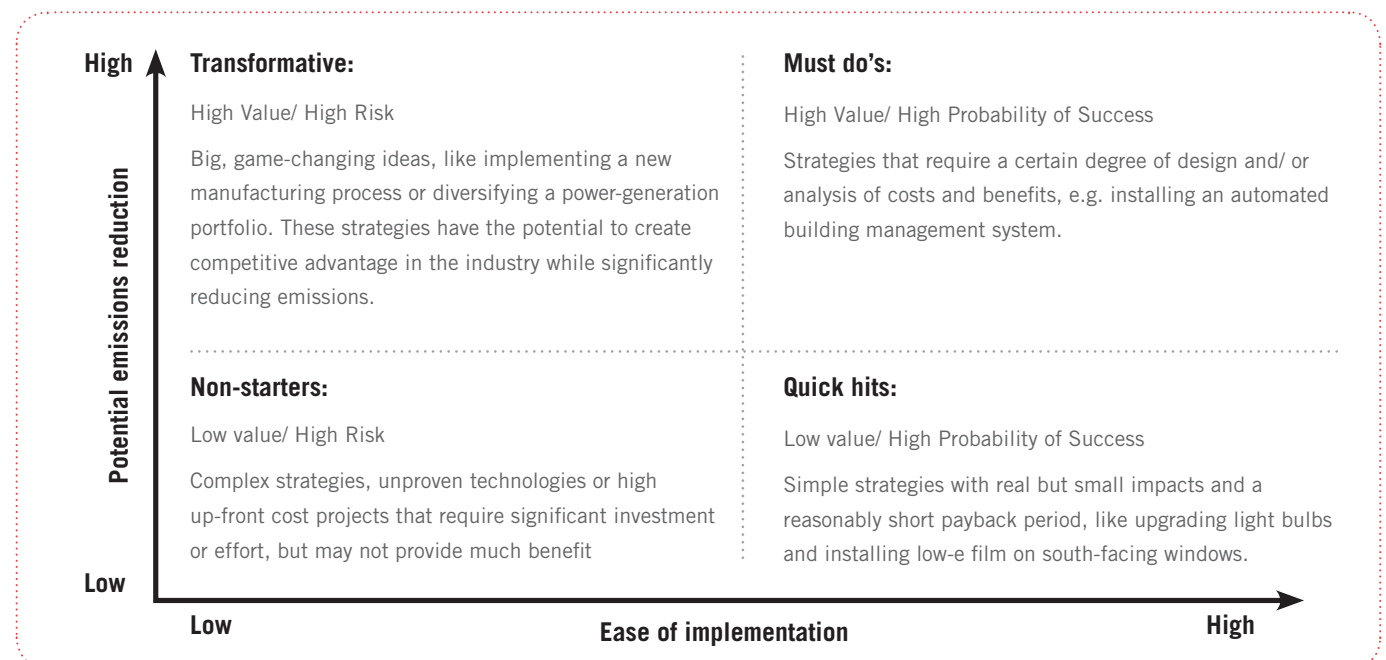 High
Transformative:
High Value/ High Risk
Big, game-changing ideas, like implementing a new
manufacturing process or diversifying a power-generation
portfolio. These strategies have the potential to create
competitive advantage in the industry while significantly
reducing emissions.
Must do's:
High Value/ High Probability of Success
Strategies that require a certain degree of design and/ or
analysis of costs and benefits, e.g. installing an automated
building management system.
Potential emissions reduction
Non-starters:
Low value/ High Risk
Complex strategies, unproven technologies or high
up-front cost projects that require significant investment
or effort, but may not provide much benefit
Quick hits:
Low value/ High Probability of Success
Simple strategies with real but small impacts and a
reasonably short payback period, like upgrading light bulbs
and installing low-e film on south-facing windows.
Low
Low
Ease of implementation
High